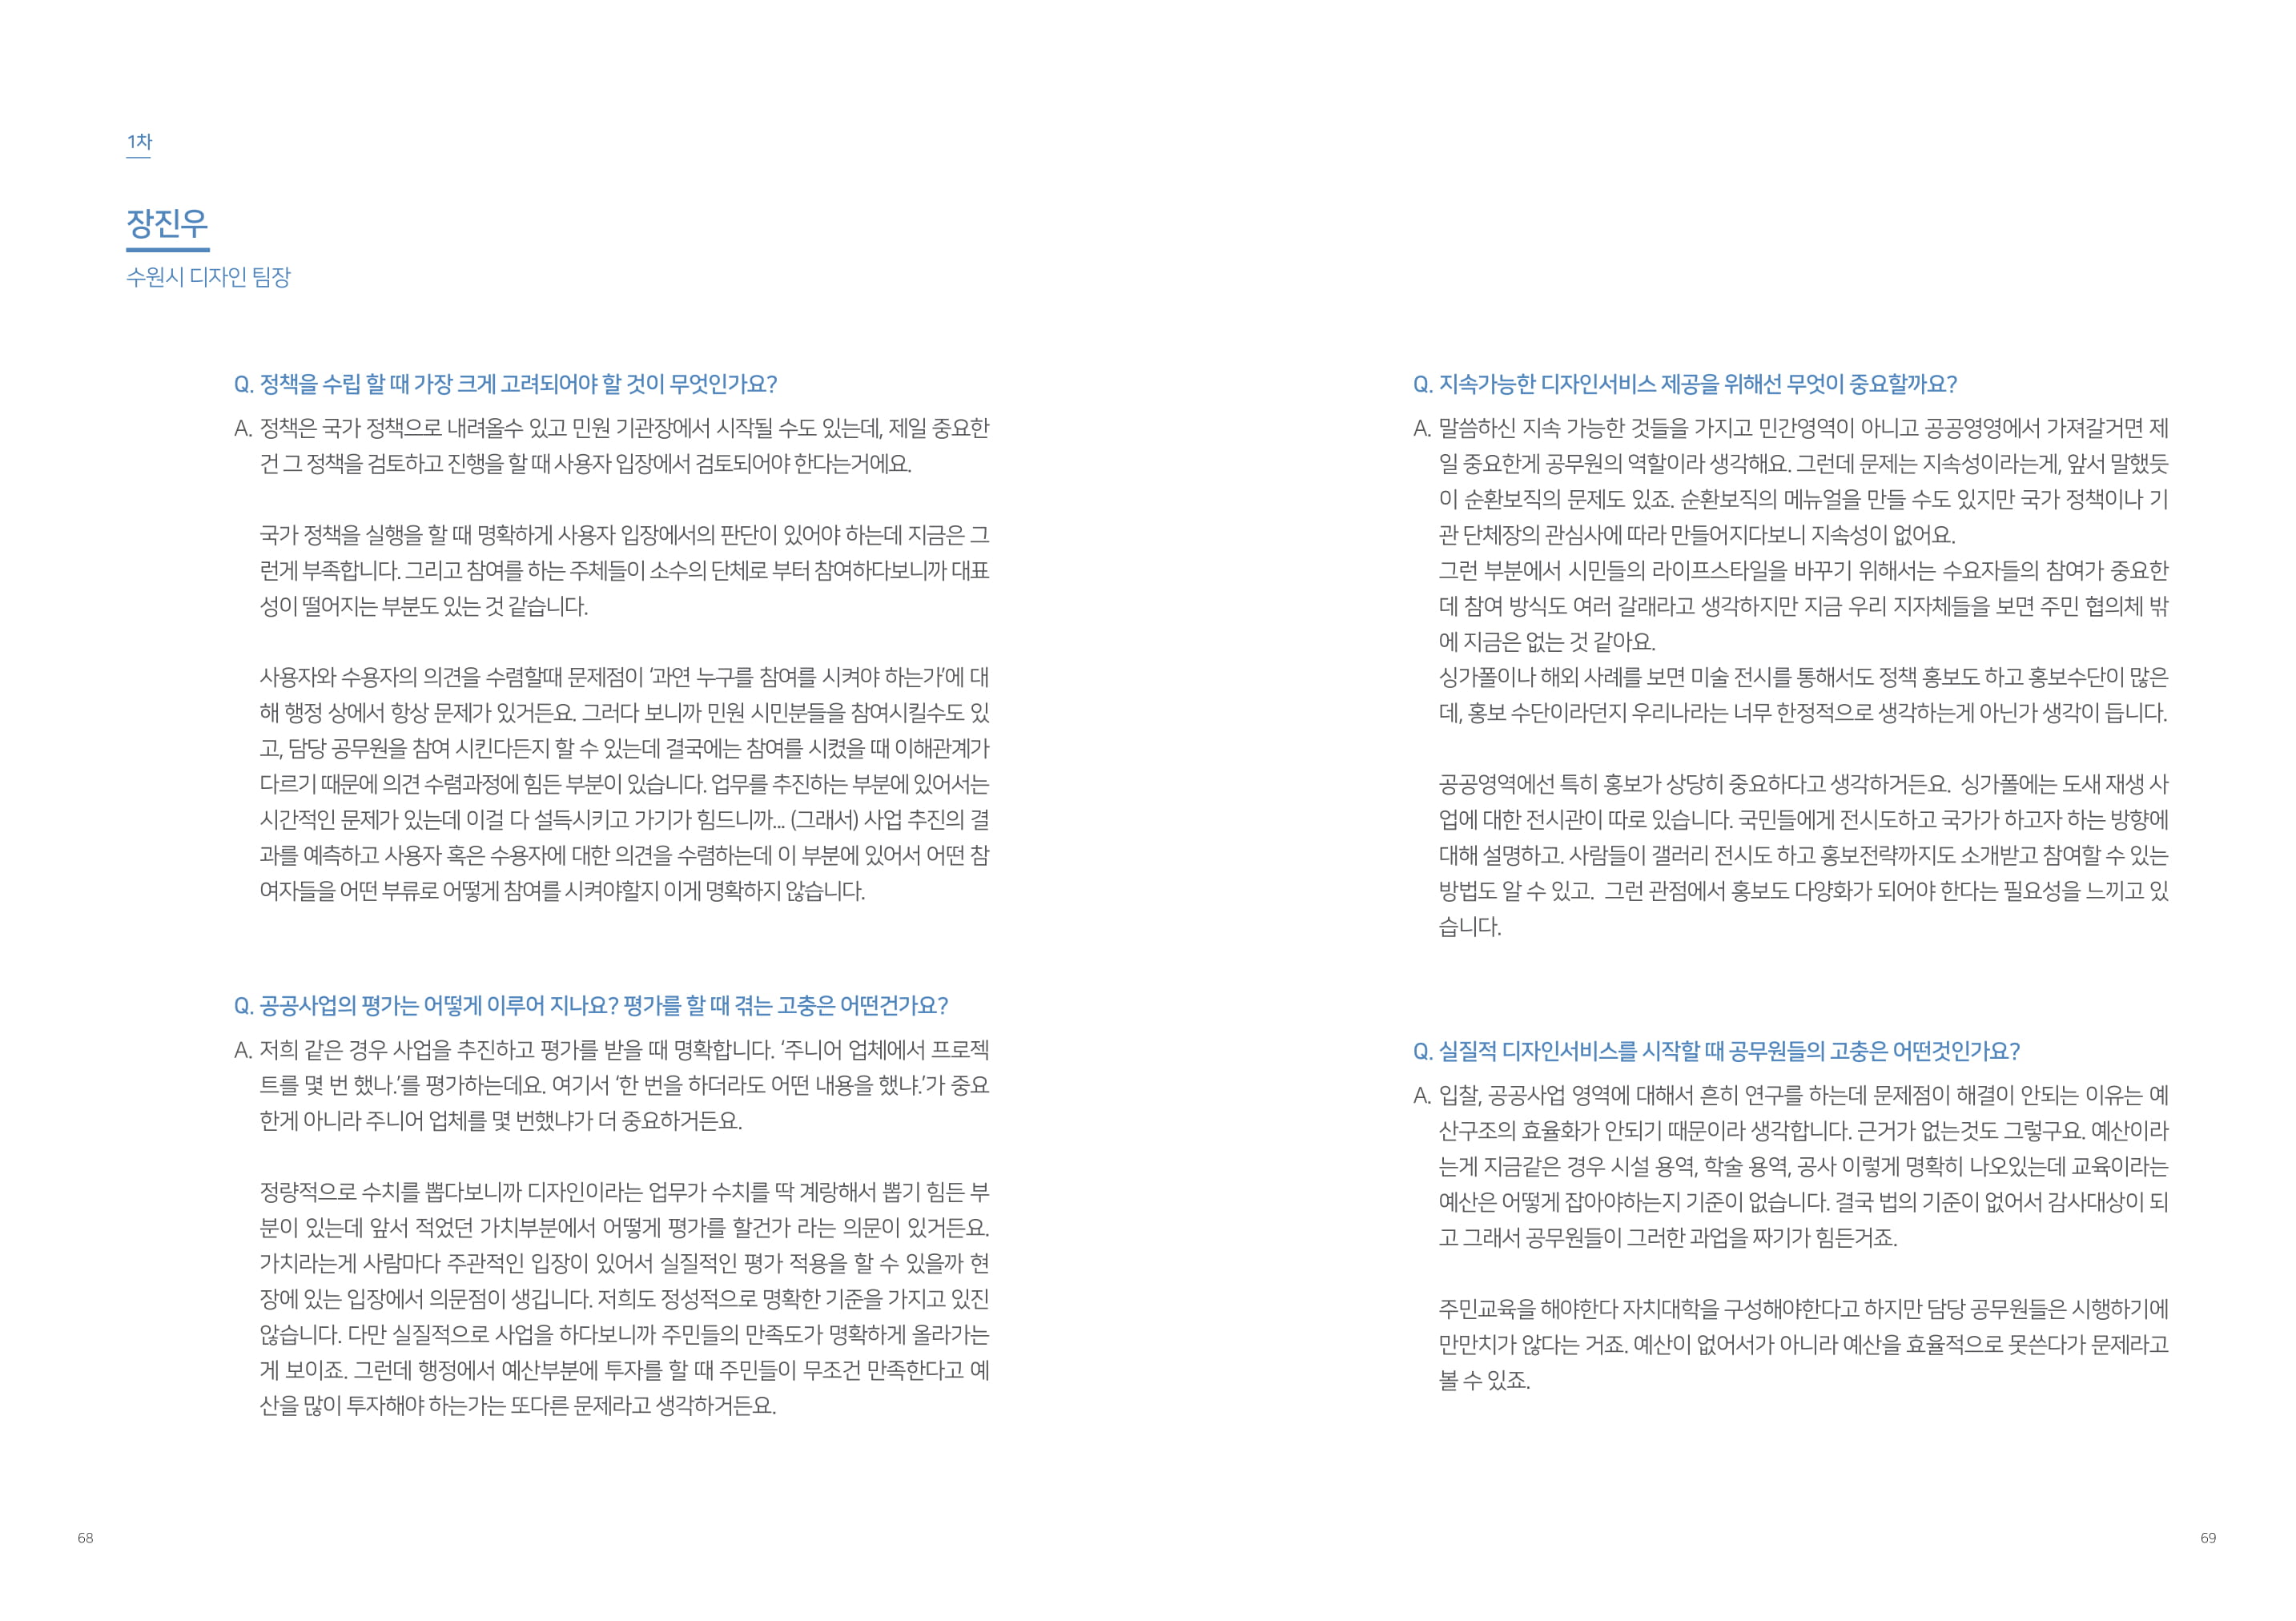 1차
장진우
수원시 디자인 팀장
Q. 정책을 수립 할 때 가장 크게 고려되어야 할 것이 무엇인가요?
A. 정책은 국가 정책으로 내려올수 있고 민원 기관장에서 시작될 수도 있는데, 제일 중요한
건 그 정책을 검토하고 진행을 할 때 사용자 입장에서 검토되어야 한다는거에요.
국가 정책을 실행을 할 때 명확하게 사용자 입장에서의 판단이 있어야 하는데 지금은 그
런게 부족합니다. 그리고 참여를 하는 주체들이 소수의 단체로 부터 참여하다보니까 대표
성이 떨어지는 부분도 있는 것 같습니다.
사용자와 수용자의 의견을 수렴할때 문제점이 ‘과연 누구를 참여를 시켜야 하는가’에 대
해 행정 상에서 항상 문제가 있거든요. 그러다 보니까 민원 시민분들을 참여시킬수도 있
고, 담당 공무원을 참여 시킨다든지 할 수 있는데 결국에는 참여를 시켰을 때 이해관계가
다르기 때문에 의견 수렴과정에 힘든 부분이 있습니다. 업무를 추진하는 부분에 있어서는
시간적인 문제가 있는데 이걸 다 설득시키고 가기가 힘드니까... (그래서) 사업 추진의 결
과를 예측하고 사용자 혹은 수용자에 대한 의견을 수렴하는데 이 부분에 있어서 어떤 참
여자들을 어떤 부류로 어떻게 참여를 시켜야할지 이게 명확하지 않습니다.
Q. 공공사업의 평가는 어떻게 이루어 지나요? 평가를 할 때 겪는 고충은 어떤건가요?
A. 저희 같은 경우 사업을 추진하고 평가를 받을 때 명확합니다. ‘주니어 업체에서 프로젝
트를 몇 번 했나.’를 평가하는데요. 여기서 ‘한 번을 하더라도 어떤 내용을 했냐.’가 중요
한게 아니라 주니어 업체를 몇 번했냐가 더 중요하거든요.
정량적으로 수치를 뽑다보니까 디자인이라는 업무가 수치를 딱 계랑해서 뽑기 힘든 부
분이 있는데 앞서 적었던 가치부분에서 어떻게 평가를 할건가 라는 의문이 있거든요.
가치라는게 사람마다 주관적인 입장이 있어서 실질적인 평가 적용을 할 수 있을까 현
장에 있는 입장에서 의문점이 생깁니다. 저희도 정성적으로 명확한 기준을 가지고 있진
않습니다. 다만 실질적으로 사업을 하다보니까 주민들의 만족도가 명확하게 올라가는
게 보이죠. 그런데 행정에서 예산부분에 투자를 할 때 주민들이 무조건 만족한다고 예
산을 많이 투자해야 하는가는 또다른 문제라고 생각하거든요.
68
Q. 지속가능한 디자인서비스 제공을 위해선 무엇이 중요할까요?
A. 말씀하신 지속 가능한 것들을 가지고 민간영역이 아니고 공공영영에서 가져갈거면 제
일 중요한게 공무원의 역할이라 생각해요. 그런데 문제는 지속성이라는게, 앞서 말했듯
이 순환보직의 문제도 있죠. 순환보직의 메뉴얼을 만들 수도 있지만 국가 정책이나 기
관 단체장의 관심사에 따라 만들어지다보니 지속성이 없어요.
그런 부분에서 시민들의 라이프스타일을 바꾸기 위해서는 수요자들의 참여가 중요한
데 참여 방식도 여러 갈래라고 생각하지만 지금 우리 지자체들을 보면 주민 협의체 밖
에 지금은 없는 것 같아요.
싱가폴이나 해외 사례를 보면 미술 전시를 통해서도 정책 홍보도 하고 홍보수단이 많은
데, 홍보 수단이라던지 우리나라는 너무 한정적으로 생각하는게 아닌가 생각이 듭니다.
공공영역에선 특히 홍보가 상당히 중요하다고 생각하거든요. 싱가폴에는 도새 재생 사
업에 대한 전시관이 따로 있습니다. 국민들에게 전시도하고 국가가 하고자 하는 방향에
대해 설명하고. 사람들이 갤러리 전시도 하고 홍보전략까지도 소개받고 참여할 수 있는
방법도 알 수 있고. 그런 관점에서 홍보도 다양화가 되어야 한다는 필요성을 느끼고 있
습니다.
Q. 실질적 디자인서비스를 시작할 때 공무원들의 고충은 어떤것인가요?
A. 입찰, 공공사업 영역에 대해서 흔히 연구를 하는데 문제점이 해결이 안되는 이유는 예
산구조의 효율화가 안되기 때문이라 생각합니다. 근거가 없는것도 그렇구요. 예산이라
는게 지금같은 경우 시설 용역, 학술 용역, 공사 이렇게 명확히 나오있는데 교육이라는
예산은 어떻게 잡아야하는지 기준이 없습니다. 결국 법의 기준이 없어서 감사대상이 되
고 그래서 공무원들이 그러한 과업을 짜기가 힘든거죠.
주민교육을 해야한다 자치대학을 구성해야한다고 하지만 담당 공무원들은 시행하기에
만만치가 않다는 거죠. 예산이 없어서가 아니라 예산을 효율적으로 못쓴다가 문제라고
볼 수 있죠.
69